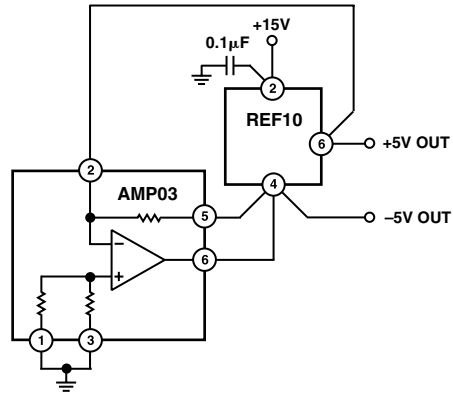 +15V
0.1µF
2
REF10
6
+5V OUT
4
–5V OUT
2
AMP03
5
–
6
+
1
3